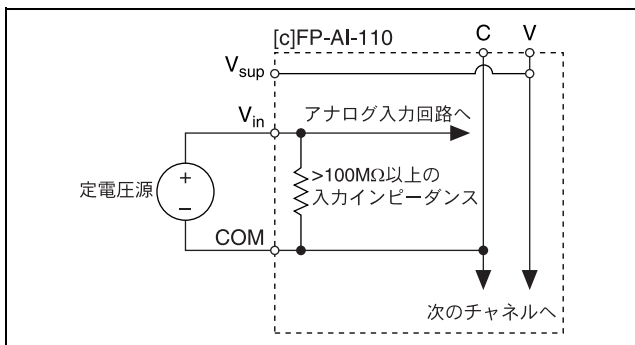 [c]FP-AI-110
C
V
Vsup
Vin
アナログ入力回路へ
>100MΩ以上の
入力インピーダンス
定電圧源
+
−
COM
次のチャネルへ